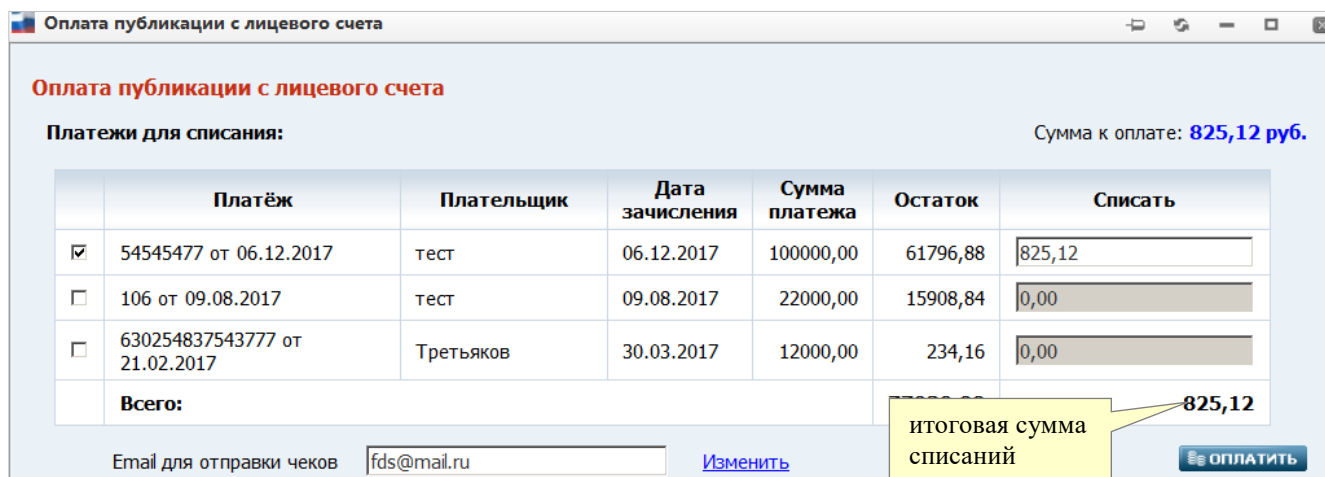 Оплата публикации с лицевого счета
Оплата публикации с лицевого счета
Платежи для списания: Сумма к оплате: 825,12 руб.
Платёж Плательщик Дата зачисления Сумма платежа Остаток Списать
54545477 от 06.12.2017 тест 06.12.2017 100000,00 61796,88 825,12
106 от 09.08.2017 тест 09.08.2017 22000,00 15908,84 0,00
630254837543777 от
21.02.2017 Третьяков 30.03.2017 12000,00 234,16 0,00
Всего: 825,12
итоговая сумма
списаний
Email для отправки чеков fds@mail.ru Изменить ОПЛАТИТЬ